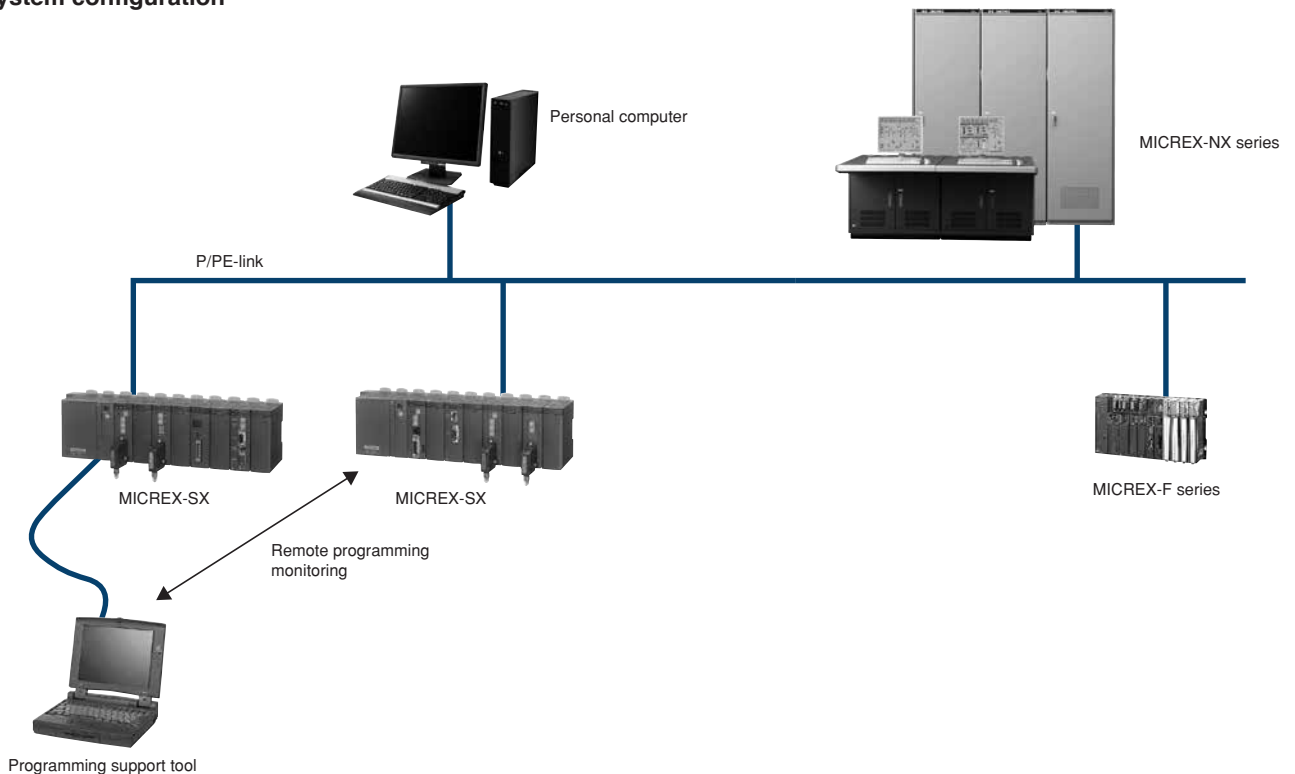 ystem configuration
Personal computer
MICREX-NX series
P/PE-link
MICREX-SX
MICREX-SX
MICREX-F series
Remote programming
monitoring
Programming support tool